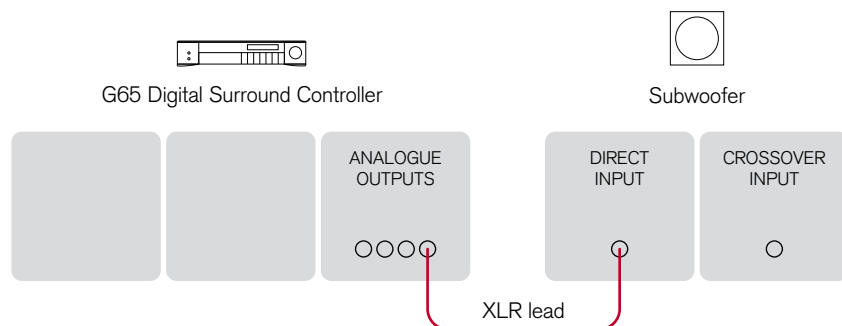 G65 Digital Surround Controller
Subwoofer
ANALOGUE
OUTPUTS
DIRECT
INPUT
CROSSOVER
INPUT
XLR lead